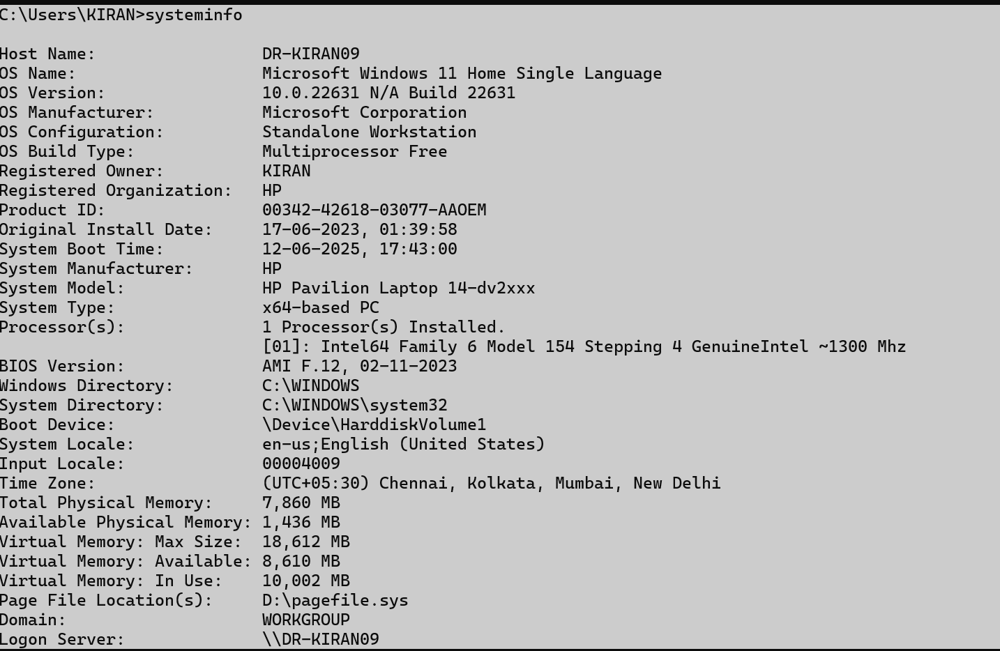 C:\Users\KIRAN>systeminfo
Host Name: DR-KIRAN09
OS Name: Microsoft Windows 11 Home Single Language
OS Version: 10.0.22631 N/A Build 22631
OS Manufacturer: Microsoft Corporation
OS Configuration: Standalone Workstation
OS Build Type: Multiprocessor Free
Registered Owner: KIRAN
Registered Organization: HP
Product ID: 00342-42618-03077-AAOEM
Original Install Date: 17-06-2023, 01:39:58
System Boot Time: 12-06-2025, 17:43:00
System Manufacturer: HP
System Model: HP Pavilion Laptop 14-dv2xxx
System Type: x64-based PC
Processor(s): 1 Processor(s) Installed.
[01]: Intel64 Family 6 Model 154 Stepping 4 GenuineIntel ~1300 Mhz
BIOS Version: AMI F.12, 02-11-2023
Windows Directory: C:\WINDOWS
System Directory: C:\WINDOWS\system32
Boot Device: \Device\HarddiskVolume1
System Locale: en-us;English (United States)
Input Locale: 00004009
Time Zone: (UTC+05:30) Chennai, Kolkata, Mumbai, New Delhi
Total Physical Memory: 7,860 MB
Available Physical Memory: 1,436 MB
Virtual Memory: Max Size: 18,612 MB
Virtual Memory: Available: 8,610 MB
Virtual Memory: In Use: 10,002 MB
Page File Location(s): D:\pagefile.sys
Domain: WORKGROUP
Logon Server: \\DR-KIRAN09